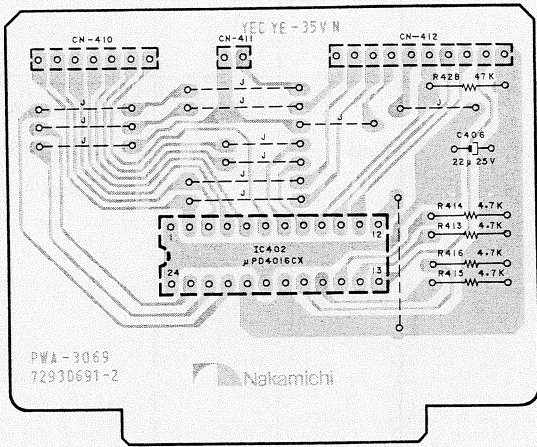 YEC YE-35V N
CN-410
CN-411
CN-412
R428 47K
J
J
J
J
J
J
J
J
C406
22μ 25V
J
J
J
J
R414 4.7K
R413 4.7K
R416 4.7K
R415 4.7K
1
12
IC402
μPD4016CX
24
13
PWA-3069
7293D691-2
Nakamichi